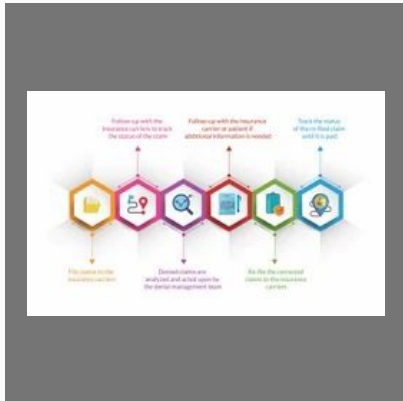 Follow-up with the
insurance carriers to track
the status of the claim
Follow-up with the insurance
carrier or patient if
additional information is needed
Track the status
of the re-filed claim
until it is paid
File claims to the
insurance carriers
Denied claims are
analyzed and acted upon by
the denial management team
Re-file the corrected
claims to the insurance
carriers